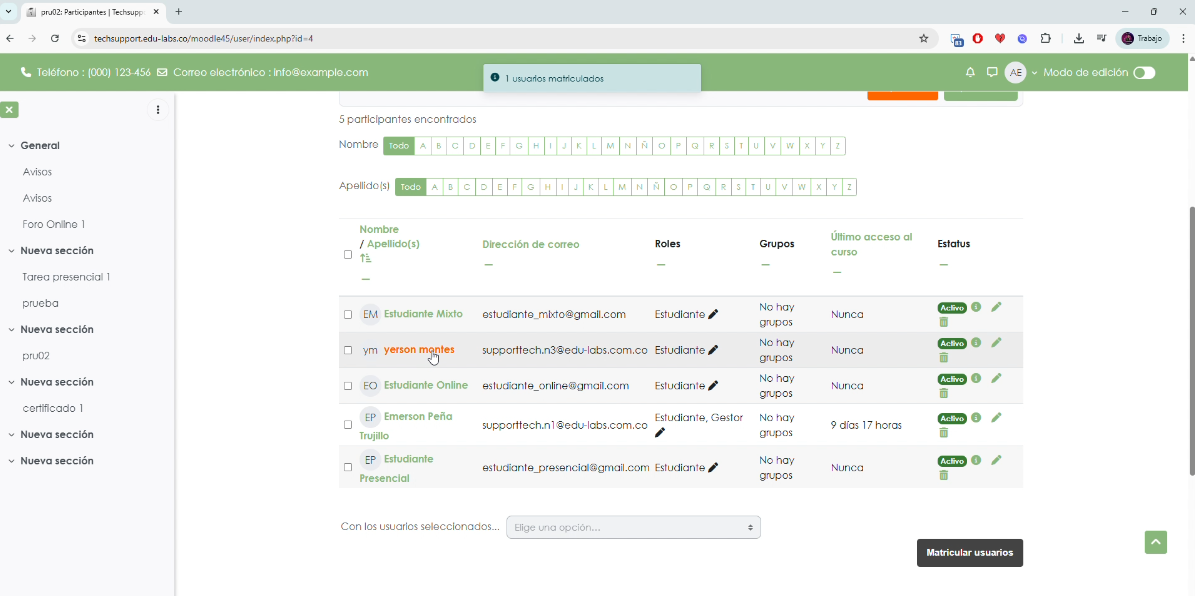 pru02: Participantes | Techsupp
techsupport.edu-labs.co/moodle45/user/index.php?id=4
81
Trabajo
Teléfono : (000) 123-456 Correo electrónico : info@example.com
1 usuarios matriculados
AE
Modo de edición
General
Avisos
Avisos
Foro Online 1
Nueva sección
Tarea presencial 1
prueba
Nueva sección
pru02
Nueva sección
certificado 1
Nueva sección
Nueva sección
5 participantes encontrados
Nombre Todo A B C D E F G H I J K L M N Ñ O P Q R S T U V W X Y Z
Apellido(s) Todo A B C D E F G H I J K L M N Ñ O P Q R S T U V W X Y Z
Nombre / Apellido(s) Dirección de correo Roles Grupos Último acceso al curso Estatus
EM Estudiante Mixto estudiante_mixto@gmail.com Estudiante No hay grupos Nunca Activo
ym yerson montes supporttech.n3@edu-labs.com.co Estudiante No hay grupos Nunca Activo
EO Estudiante Online estudiante_online@gmail.com Estudiante No hay grupos Nunca Activo
EP Emerson Peña Trujillo supporttech.n1@edu-labs.com.co Estudiante, Gestor No hay grupos 9 días 17 horas Activo
EP Estudiante Presencial estudiante_presencial@gmail.com Estudiante No hay grupos Nunca Activo
Con los usuarios seleccionados... Elige una opción...
Matricular usuarios